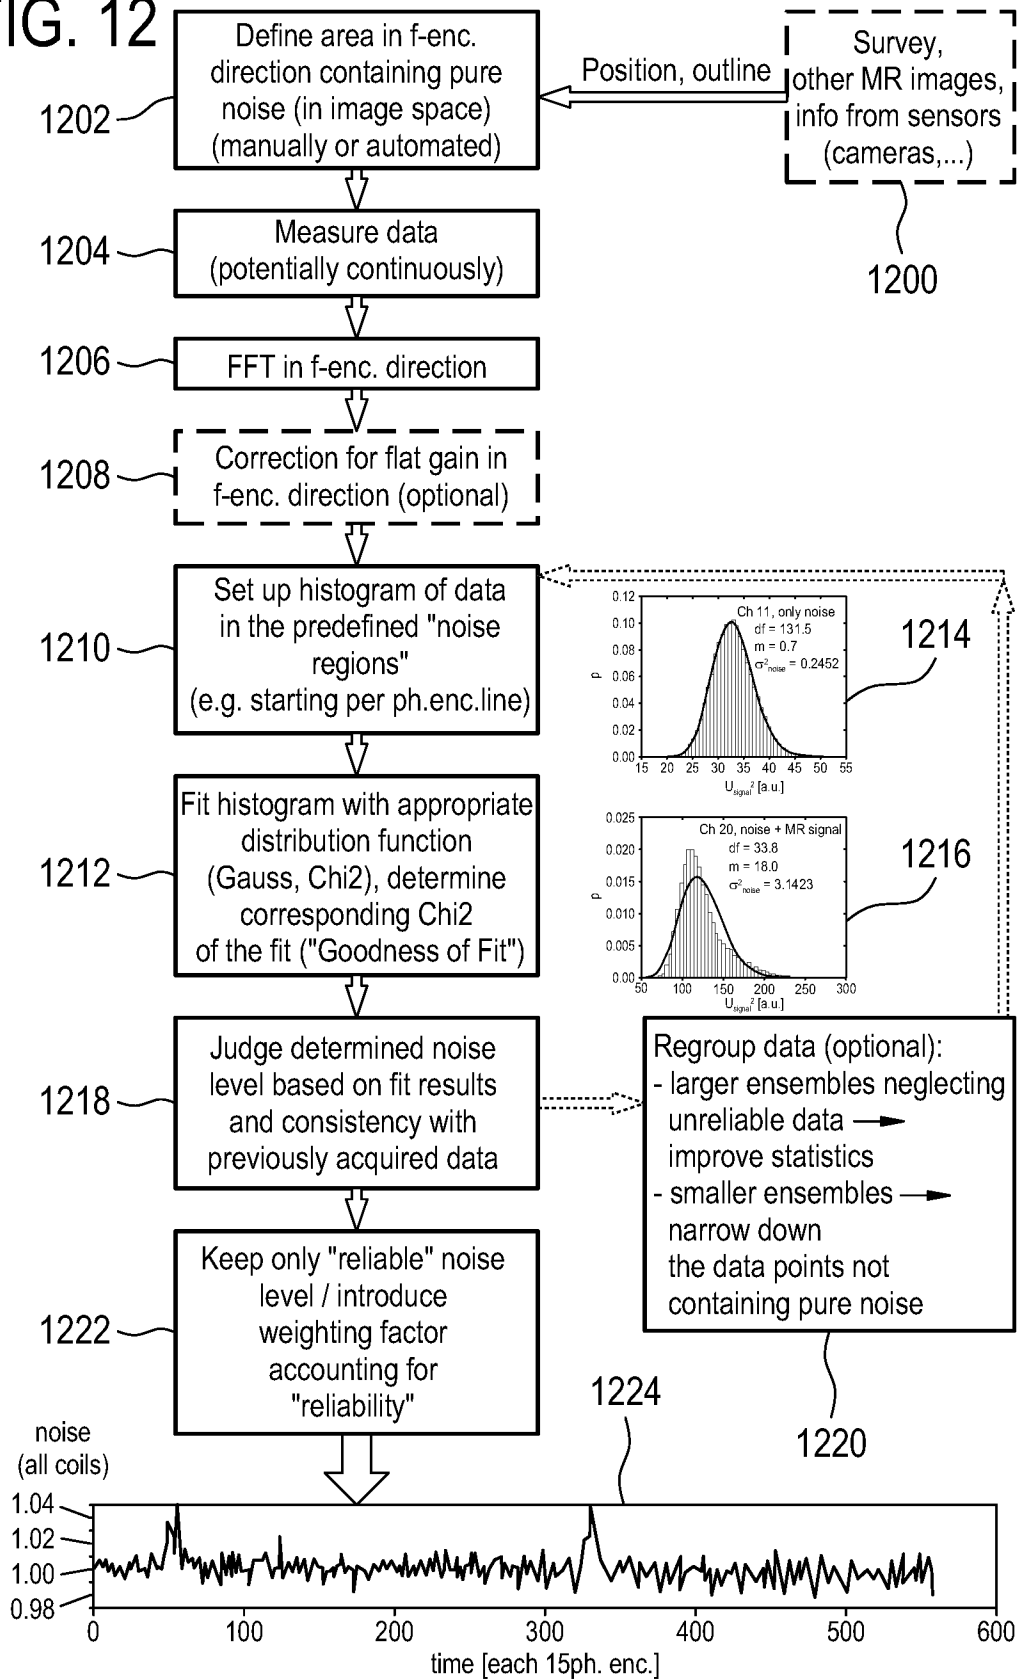 FIG. 12
Define area in f-enc.
direction containing pure
noise (in image space)
(manually or automated)
1202
Position, outline
Survey,
other MR images,
info from sensors
(cameras,...)
1200
Measure data
(potentially continuously)
1204
FFT in f-enc. direction
1206
Correction for flat gain in
f-enc. direction (optional)
1208
Set up histogram of data
in the predefined "noise
regions"
(e.g. starting per ph.enc.line)
1210
Ch 11, only noise
df = 131.5
m = 0.7
σ²noise = 0.2452
p
0.12
0.10
0.08
0.06
0.04
0.02
0.00
15 20 25 30 35 40 45 50 55
Usignal² [a.u.]
1214
Fit histogram with appropriate
distribution function
(Gauss, Chi2), determine
corresponding Chi2
of the fit ("Goodness of Fit")
1212
Ch 20, noise + MR signal
df = 33.8
m = 18.0
σ²noise = 3.1423
p
0.025
0.020
0.015
0.010
0.005
0.00
50 100 150 200 250 300
Usignal² [a.u.]
1216
Judge determined noise
level based on fit results
and consistency with
previously acquired data
1218
Regroup data (optional):
- larger ensembles neglecting
unreliable data →
improve statistics
- smaller ensembles →
narrow down
the data points not
containing pure noise
1220
Keep only "reliable" noise
level / introduce
weighting factor
accounting for
"reliability"
1222
1224
noise
(all coils)
1.04
1.02
1.00
0.98
0 100 200 300 400 500 600
time [each 15ph. enc.]